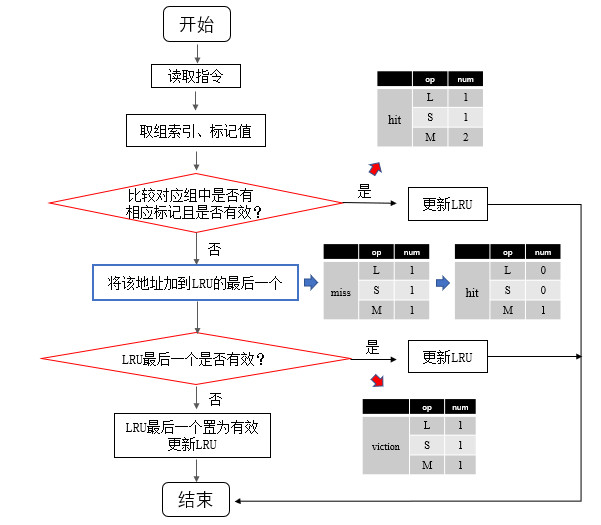 开始
读取指令
取组索引、标记值
op num
hit
L 1
S 1
M 2
比较对应组中是否有
相应标记且是否有效？
是
更新LRU
否
将该地址加到LRU的最后一个
op num
miss
L 1
S 1
M 1
op num
hit
L 0
S 0
M 1
LRU最后一个是否有效？
是
更新LRU
否
LRU最后一个置为有效
更新LRU
op num
viction
L 1
S 1
M 1
结束